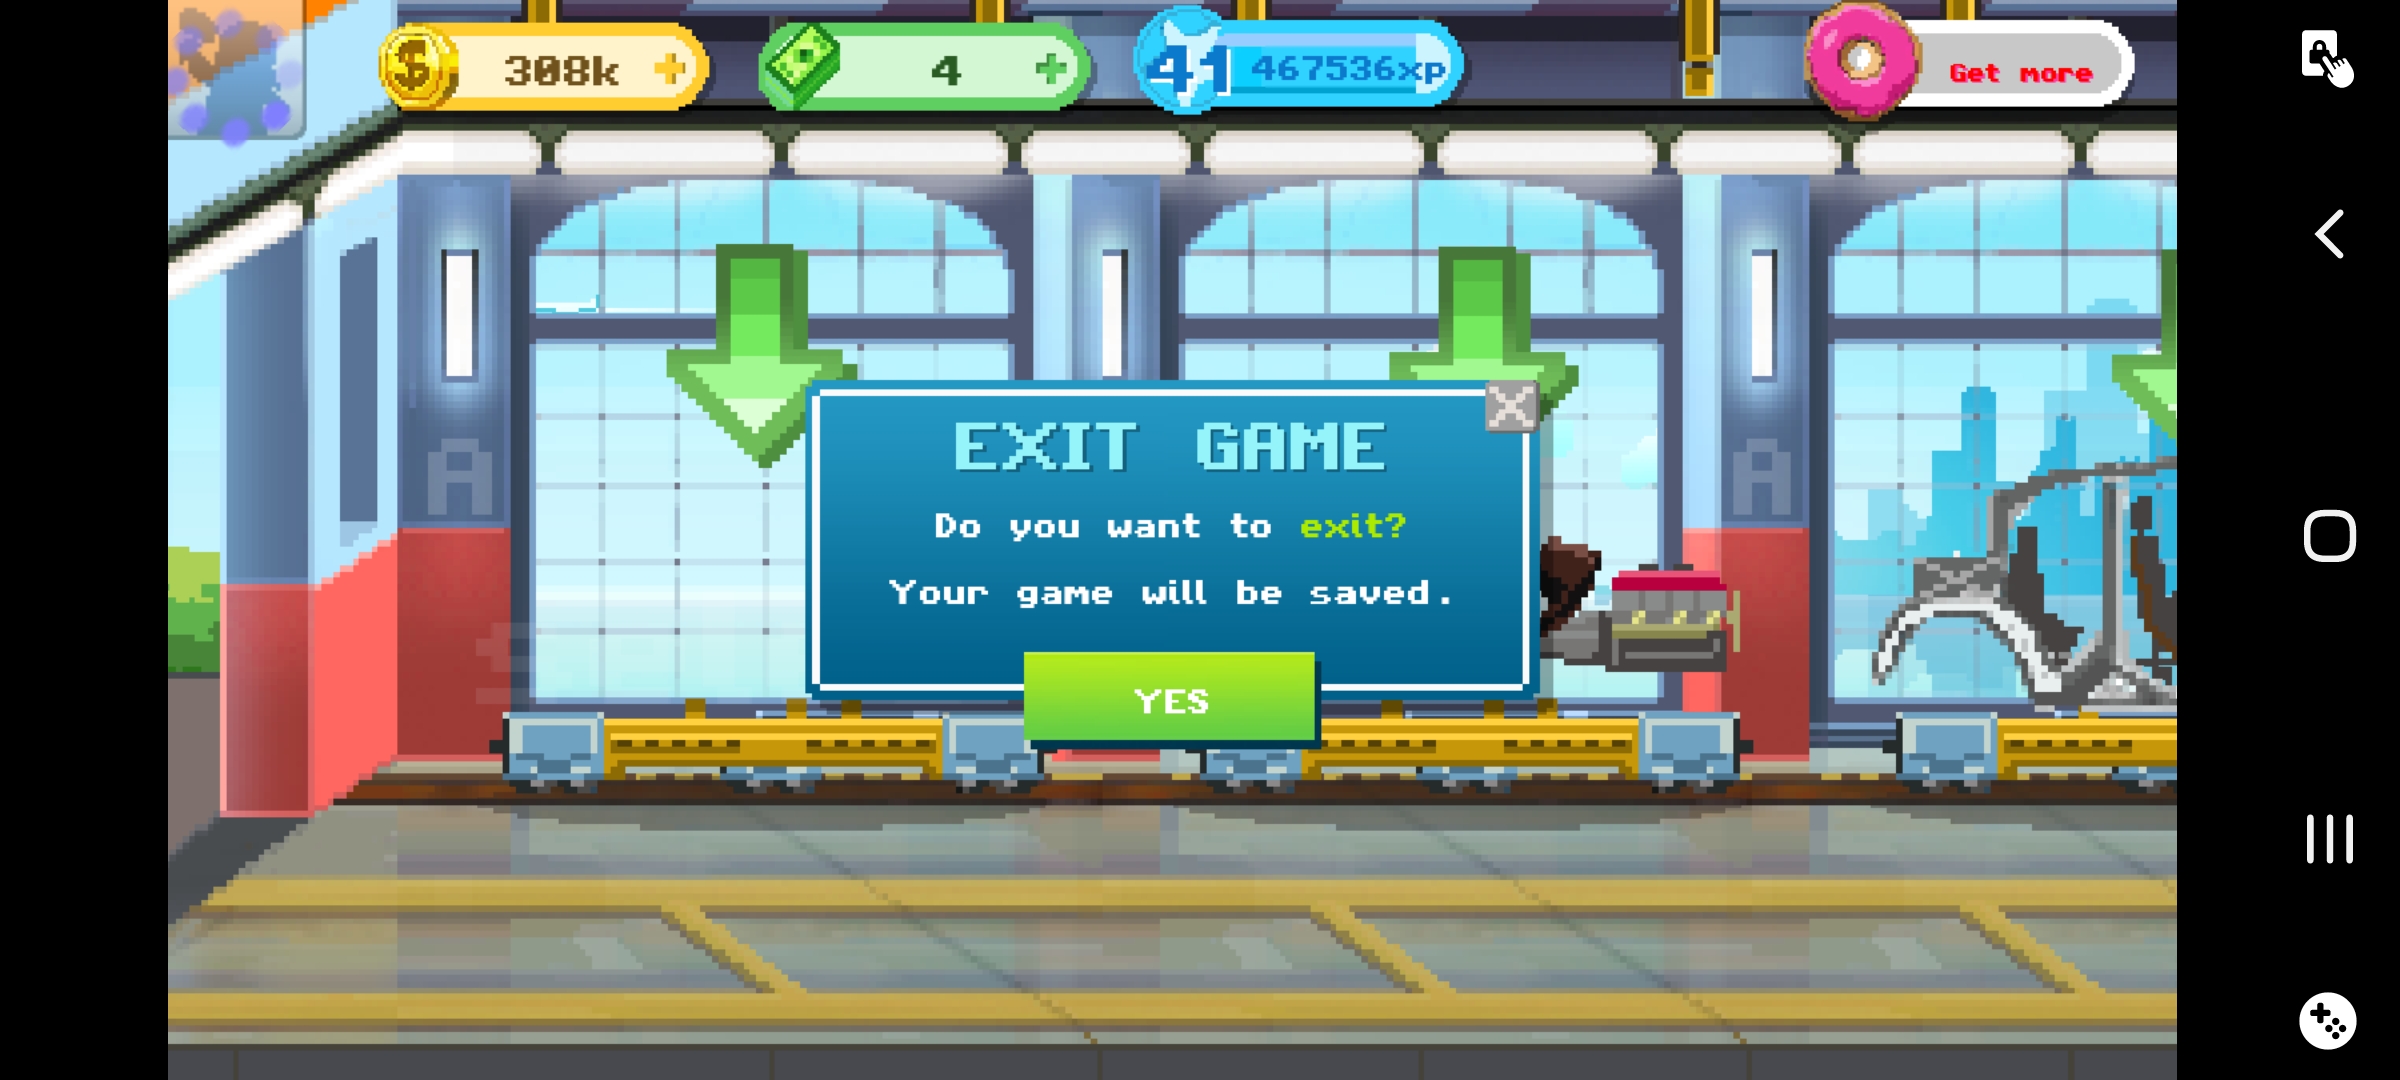 308k
4
41 467536xp
Get more
A
A
EXIT GAME
Do you want to exit?
Your game will be saved.
YES